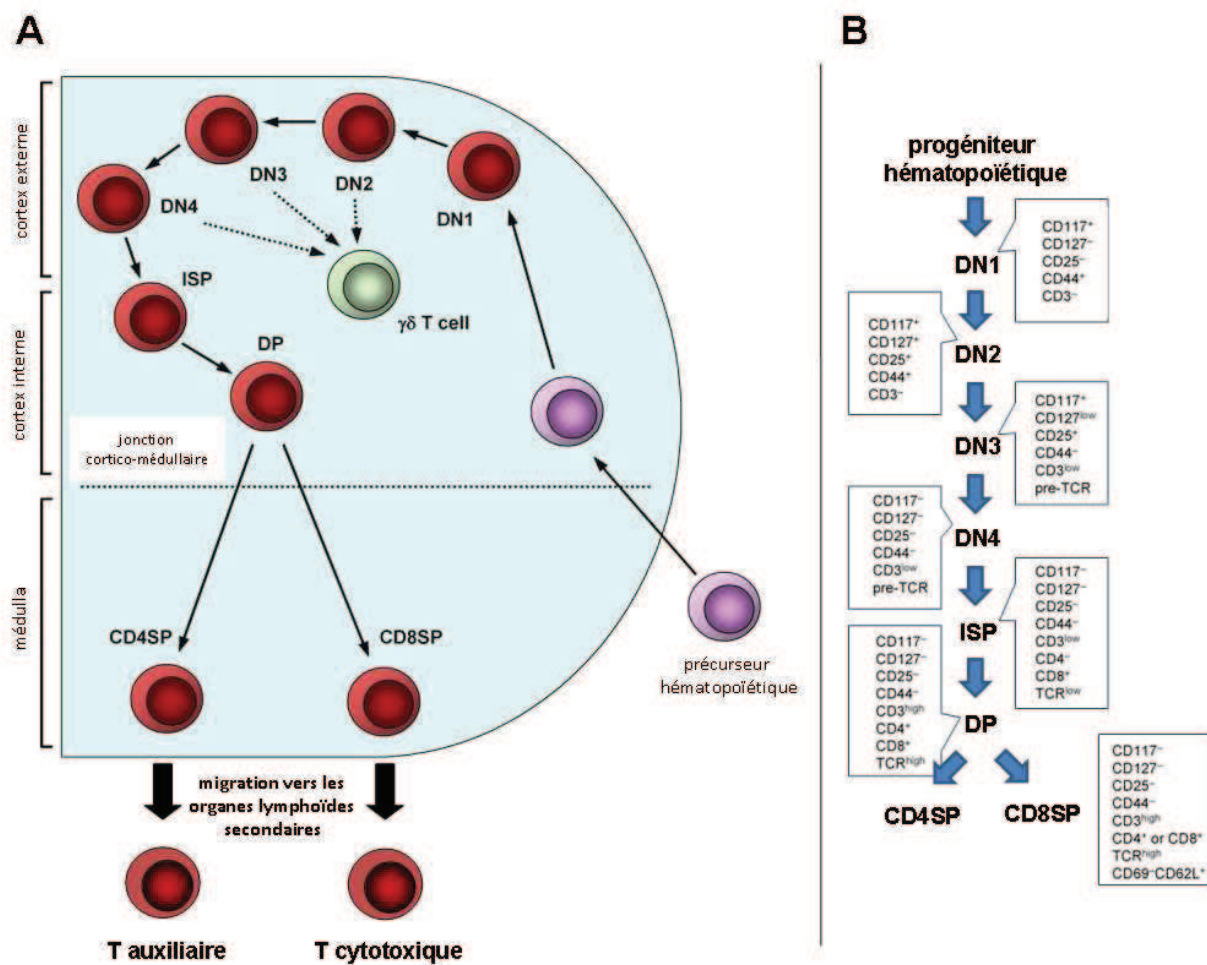 A
cortex externe
cortex interne
médulla
DN3
DN2
DN4
DN1
ISP
γδ T cell
DP
jonction
cortico-médullaire
CD4SP
CD8SP
précurseur
hématopoïétique
migration vers les
organes lymphoïdes
secondaires
T auxiliaire
T cytotoxique
B
progéniteur
hématopoïétique
CD117⁺
CD127⁻
CD25⁻
CD44⁺
CD3⁻
DN1
CD117⁺
CD127⁺
CD25⁺
CD44⁺
CD3⁻
DN2
CD117⁺
CD127ˡᵒʷ
CD25⁺
CD44⁻
CD3ˡᵒʷ
pre-TCR
DN3
CD117⁻
CD127⁻
CD25⁻
CD44⁻
CD3ˡᵒʷ
pre-TCR
DN4
CD117⁻
CD127⁻
CD25⁻
CD44⁻
CD3ˡᵒʷ
CD4⁻
CD8⁺
TCRˡᵒʷ
ISP
CD117⁻
CD127⁻
CD25⁻
CD44⁻
CD3ʰⁱᵍʰ
CD4⁺
CD8⁺
TCRʰⁱᵍʰ
DP
CD4SP
CD8SP
CD117⁻
CD127⁻
CD25⁻
CD44⁻
CD3ʰⁱᵍʰ
CD4⁺ or CD8⁺
TCRʰⁱᵍʰ
CD69⁻CD62L⁺